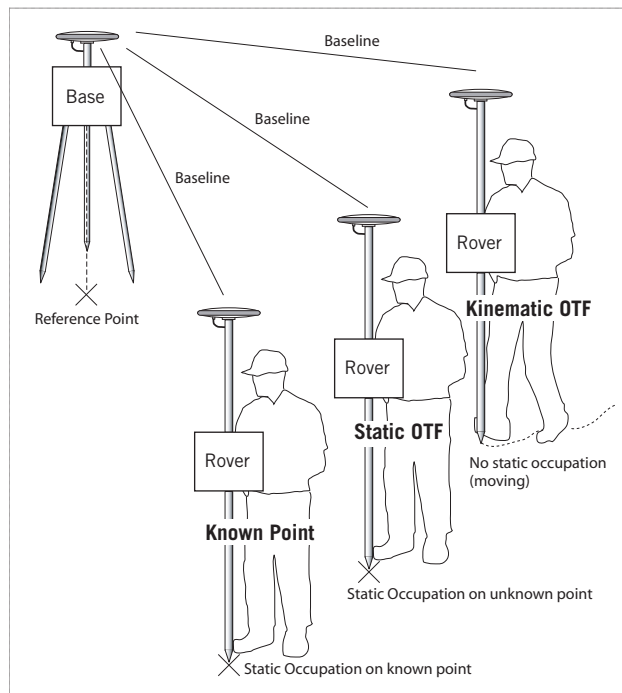 Baseline
Base
Baseline
Baseline
Rover
Kinematic OTF
Reference Point
Rover
Static OTF
No static occupation
(moving)
Rover
Known Point
Static Occupation on unknown point
Static Occupation on known point